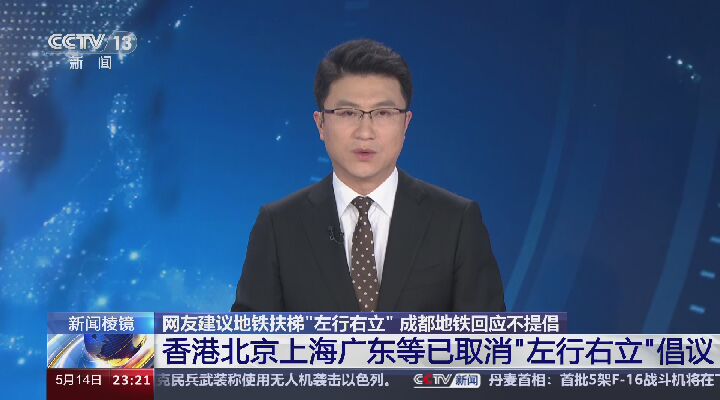 CCTV 13
新闻
新闻棱镜
网友建议地铁扶梯"左行右立" 成都地铁回应不提倡
香港北京上海广东等已取消"左行右立"倡议
5月14日 23:21 克民兵武装称使用无人机袭击以色列。 CCTV 新闻 丹麦首相：首批5架F-16战斗机将在